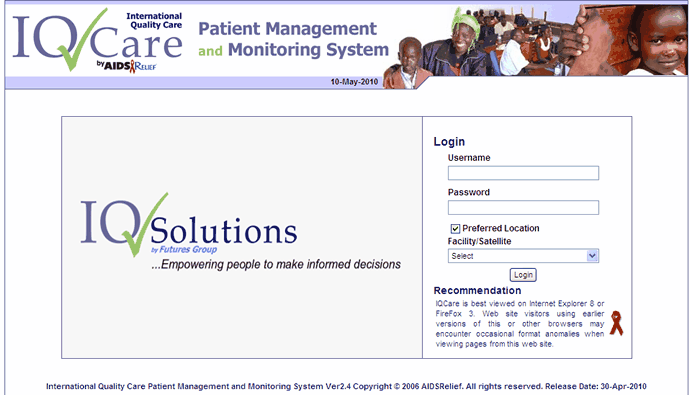 IQCare
International
Quality Care
by AIDSRELIEF
Patient Management
and Monitoring System
10-May-2010
IQSolutions
by Futures Group
...Empowering people to make informed decisions
Login
Username
Password
Preferred Location
Facility/Satellite
Select
Login
Recommendation
IQCare is best viewed on Internet Explorer 8 or
FireFox 3. Web site visitors using earlier
versions of this or other browsers may
encounter occasional format anomalies when
viewing pages from this web site.
International Quality Care Patient Management and Monitoring System Ver2.4 Copyright © 2006 AIDSRelief. All rights reserved. Release Date: 30-Apr-2010